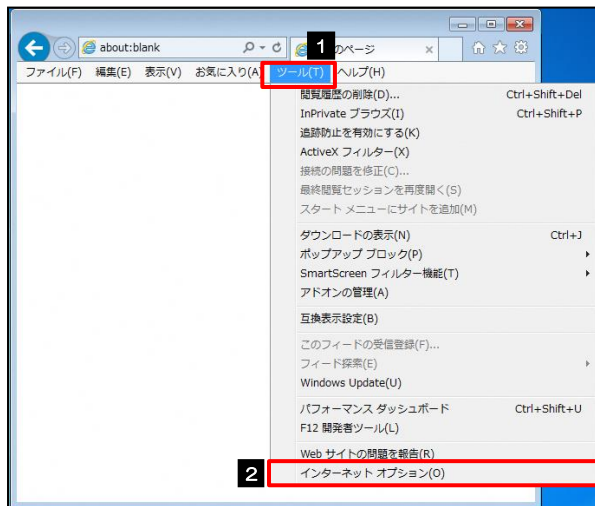 about:blank
1
のページ
ファイル(F) 編集(E) 表示(V) お気に入り(A) ツール(T) ヘルプ(H)
閲覧履歴の削除(D)... Ctrl+Shift+Del
InPrivate ブラウズ(I) Ctrl+Shift+P
追跡防止を有効にする(K)
ActiveX フィルター(X)
接続の問題を修正(C)...
最終閲覧セッションを再度開く(S)
スタート メニューにサイトを追加(M)
ダウンロードの表示(N) Ctrl+J
ポップアップ ブロック(P)
SmartScreen フィルター機能(T)
アドオンの管理(A)
互換表示設定(B)
このフィードの受信登録(F)...
フィード探索(E)
Windows Update(U)
パフォーマンス ダッシュボード Ctrl+Shift+U
F12 開発者ツール(L)
Web サイトの問題を報告(R)
2 インターネット オプション(O)